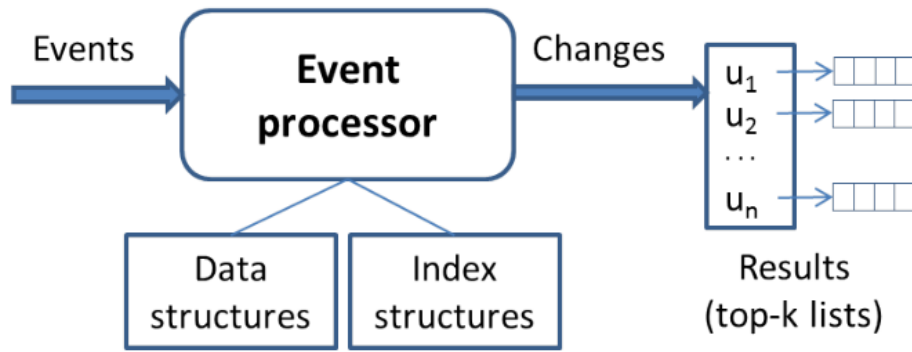 Events
Event
processor
Changes
u₁
u₂
...
uₙ
Data
structures
Index
structures
Results
(top-k lists)